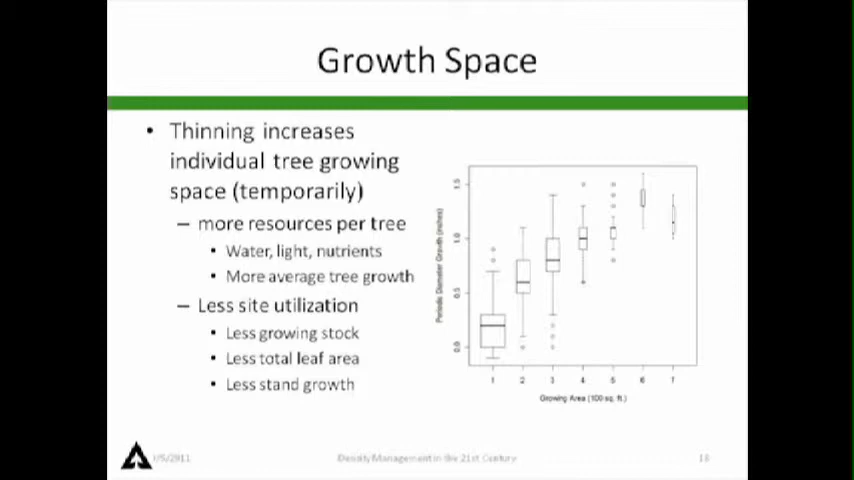 Growth Space
• Thinning increases
individual tree growing
space (temporarily)
– more resources per tree
• Water, light, nutrients
• More average tree growth
– Less site utilization
• Less growing stock
• Less total leaf area
• Less stand growth
Periodic Diameter Growth (inches)
1.5
1.0
0.5
0.0
1 2 3 4 5 6 7
Growing Area (100 sq. ft.)
Density Management in the 21st Century
18